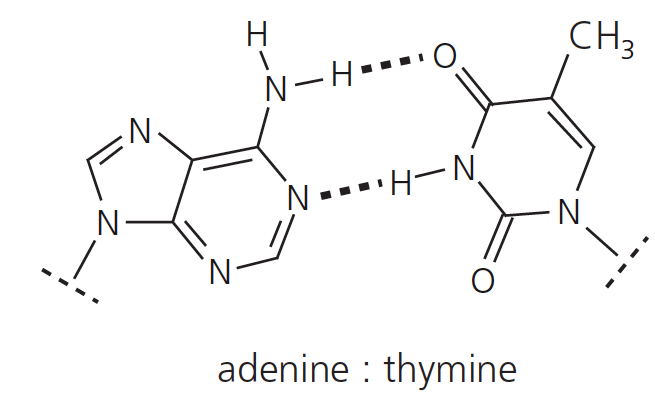 H
CH3
N H O
N
N H N
N N
N
O
adenine : thymine